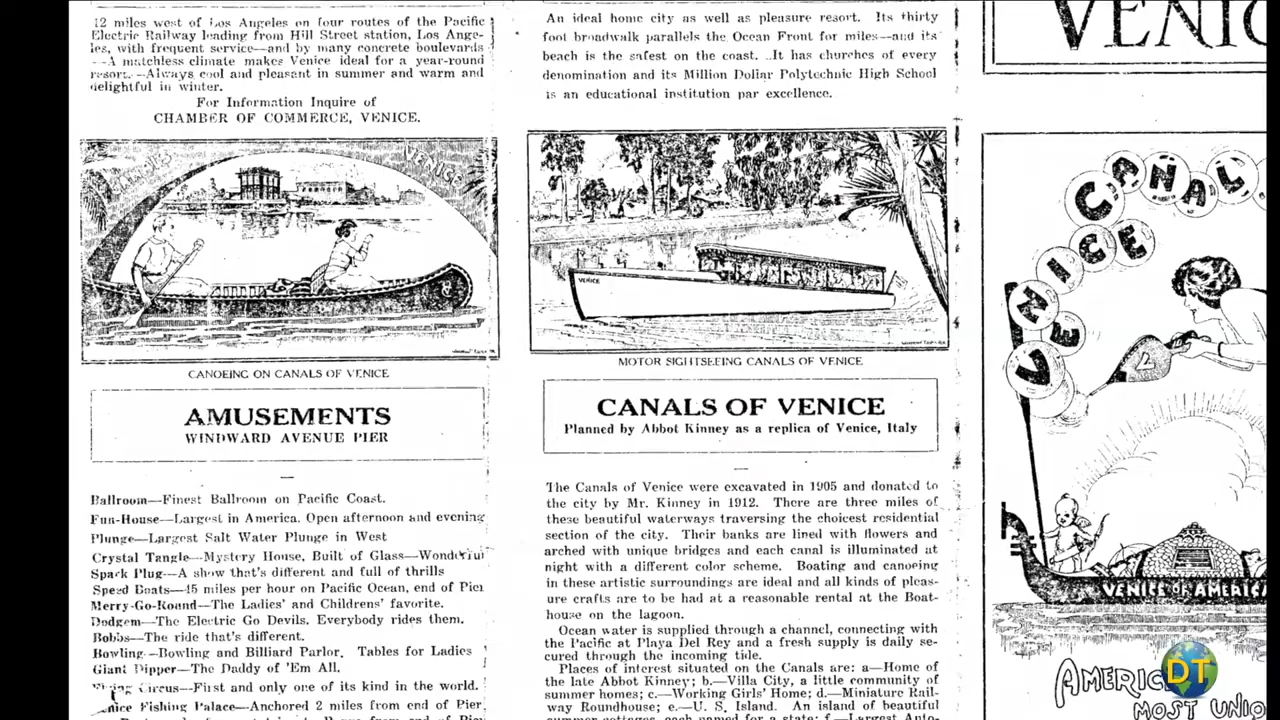 12 miles west of Los Angeles on four routes of the Pacific
Electric Railway leading from Hill Street station, Los Ange-
les, with frequent service—and by many concrete boulevards
—A matchless climate makes Venice ideal for a year-round
resort.—Always cool and pleasant in summer and warm and
delightful in winter.
For Information Inquire of
CHAMBER OF COMMERCE, VENICE.
VENICE
CANOEING ON CANALS OF VENICE
AMUSEMENTS
WINDWARD AVENUE PIER
Ballroom—Finest Ballroom on Pacific Coast.
Fun-House—Largest in America. Open afternoon and evening
Plunge—Largest Salt Water Plunge in West
Crystal Tangle—Mystery House, Built of Glass—Wonderful
Spark Plug—A show that's different and full of thrills
Speed Boats—45 miles per hour on Pacific Ocean, end of Pier
Merry-Go-Round—The Ladies' and Childrens' favorite.
Dodgem—The Electric Go Devils. Everybody rides them.
Bobbs—The ride that's different.
Bowling—Bowling and Billiard Parlor. Tables for Ladies
Giant Dipper—The Daddy of 'Em All.
Circus—First and only one of its kind in the world.
Venice Fishing Palace—Anchored 2 miles from end of Pier.
An ideal home city as well as pleasure resort. Its thirty
foot broadwalk parallels the Ocean Front for miles—and its
beach is the safest on the coast. It has churches of every
denomination and its Million Dollar Polytechnic High School
is an educational institution par excellence.
VENICE
MOTOR SIGHTSEEING CANALS OF VENICE
CANALS OF VENICE
Planned by Abbot Kinney as a replica of Venice, Italy
The Canals of Venice were excavated in 1905 and donated to
the city by Mr. Kinney in 1912. There are three miles of
these beautiful waterways traversing the choicest residential
section of the city. Their banks are lined with flowers and
arched with unique bridges and each canal is illuminated at
night with a different color scheme. Boating and canoeing
in these artistic surroundings are ideal and all kinds of pleas-
ure crafts are to be had at a reasonable rental at the Boat-
house on the lagoon.
Ocean water is supplied through a channel, connecting with
the Pacific at Playa Del Rey and a fresh supply is daily se-
cured through the incoming tide.
Places of interest situated on the Canals are: a—Home of
the late Abbot Kinney; b.—Villa City, a little community of
summer homes; c.—Working Girls' Home; d.—Miniature Rail-
way Roundhouse; e.—U. S. Island. An island of beautiful
summer cottages, each named for a state; f.—Largest Auto-
VENIC
VENICE CANAL
VENICE OF AMERICA
AMERIC
MOST UNIQ
DT